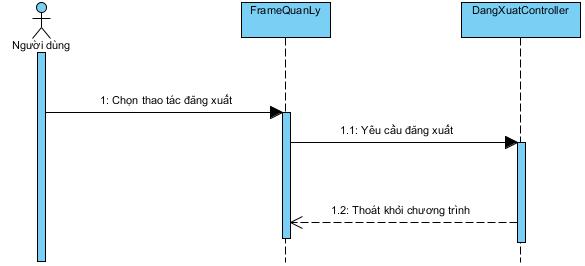 FrameQuanLy
DangXuatController
Người dùng
1: Chọn thao tác đăng xuất
1.1: Yêu cầu đăng xuất
1.2: Thoát khỏi chương trình